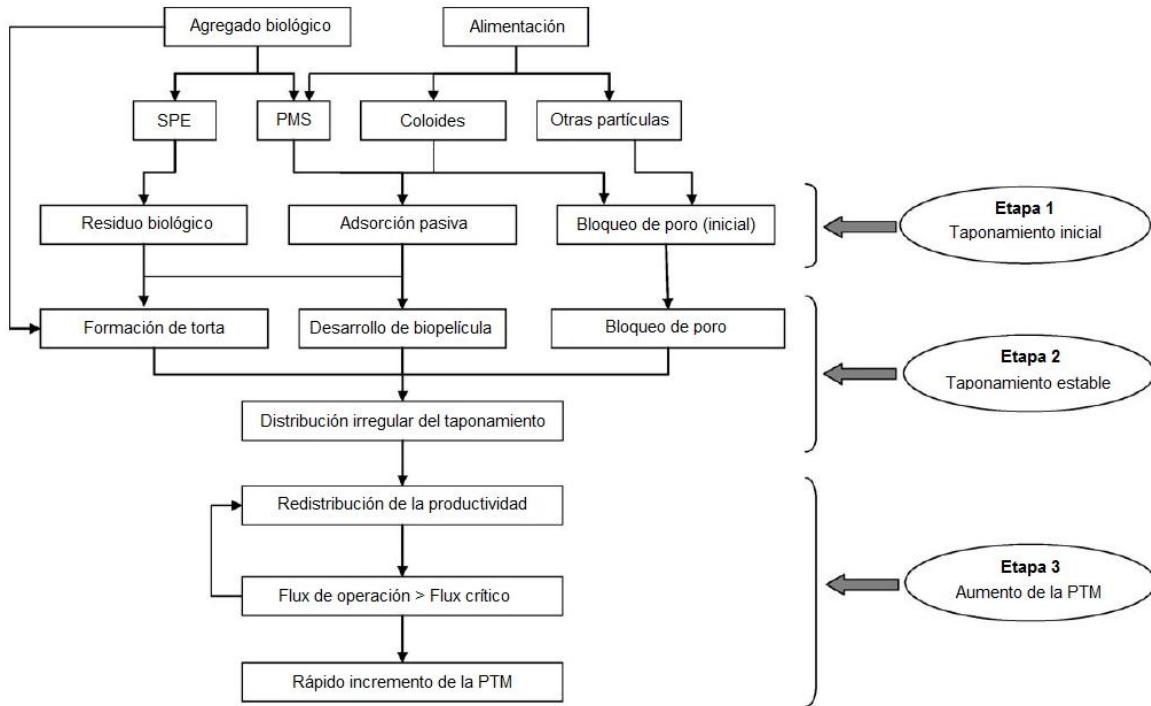 Agregado biológico
Alimentación
SPE
PMS
Coloides
Otras partículas
Residuo biológico
Adsorción pasiva
Bloqueo de poro (inicial)
Etapa 1
Taponamiento inicial
Formación de torta
Desarrollo de biopelícula
Bloqueo de poro
Etapa 2
Taponamiento estable
Distribución irregular del taponamiento
Redistribución de la productividad
Flux de operación > Flux crítico
Etapa 3
Aumento de la PTM
Rápido incremento de la PTM